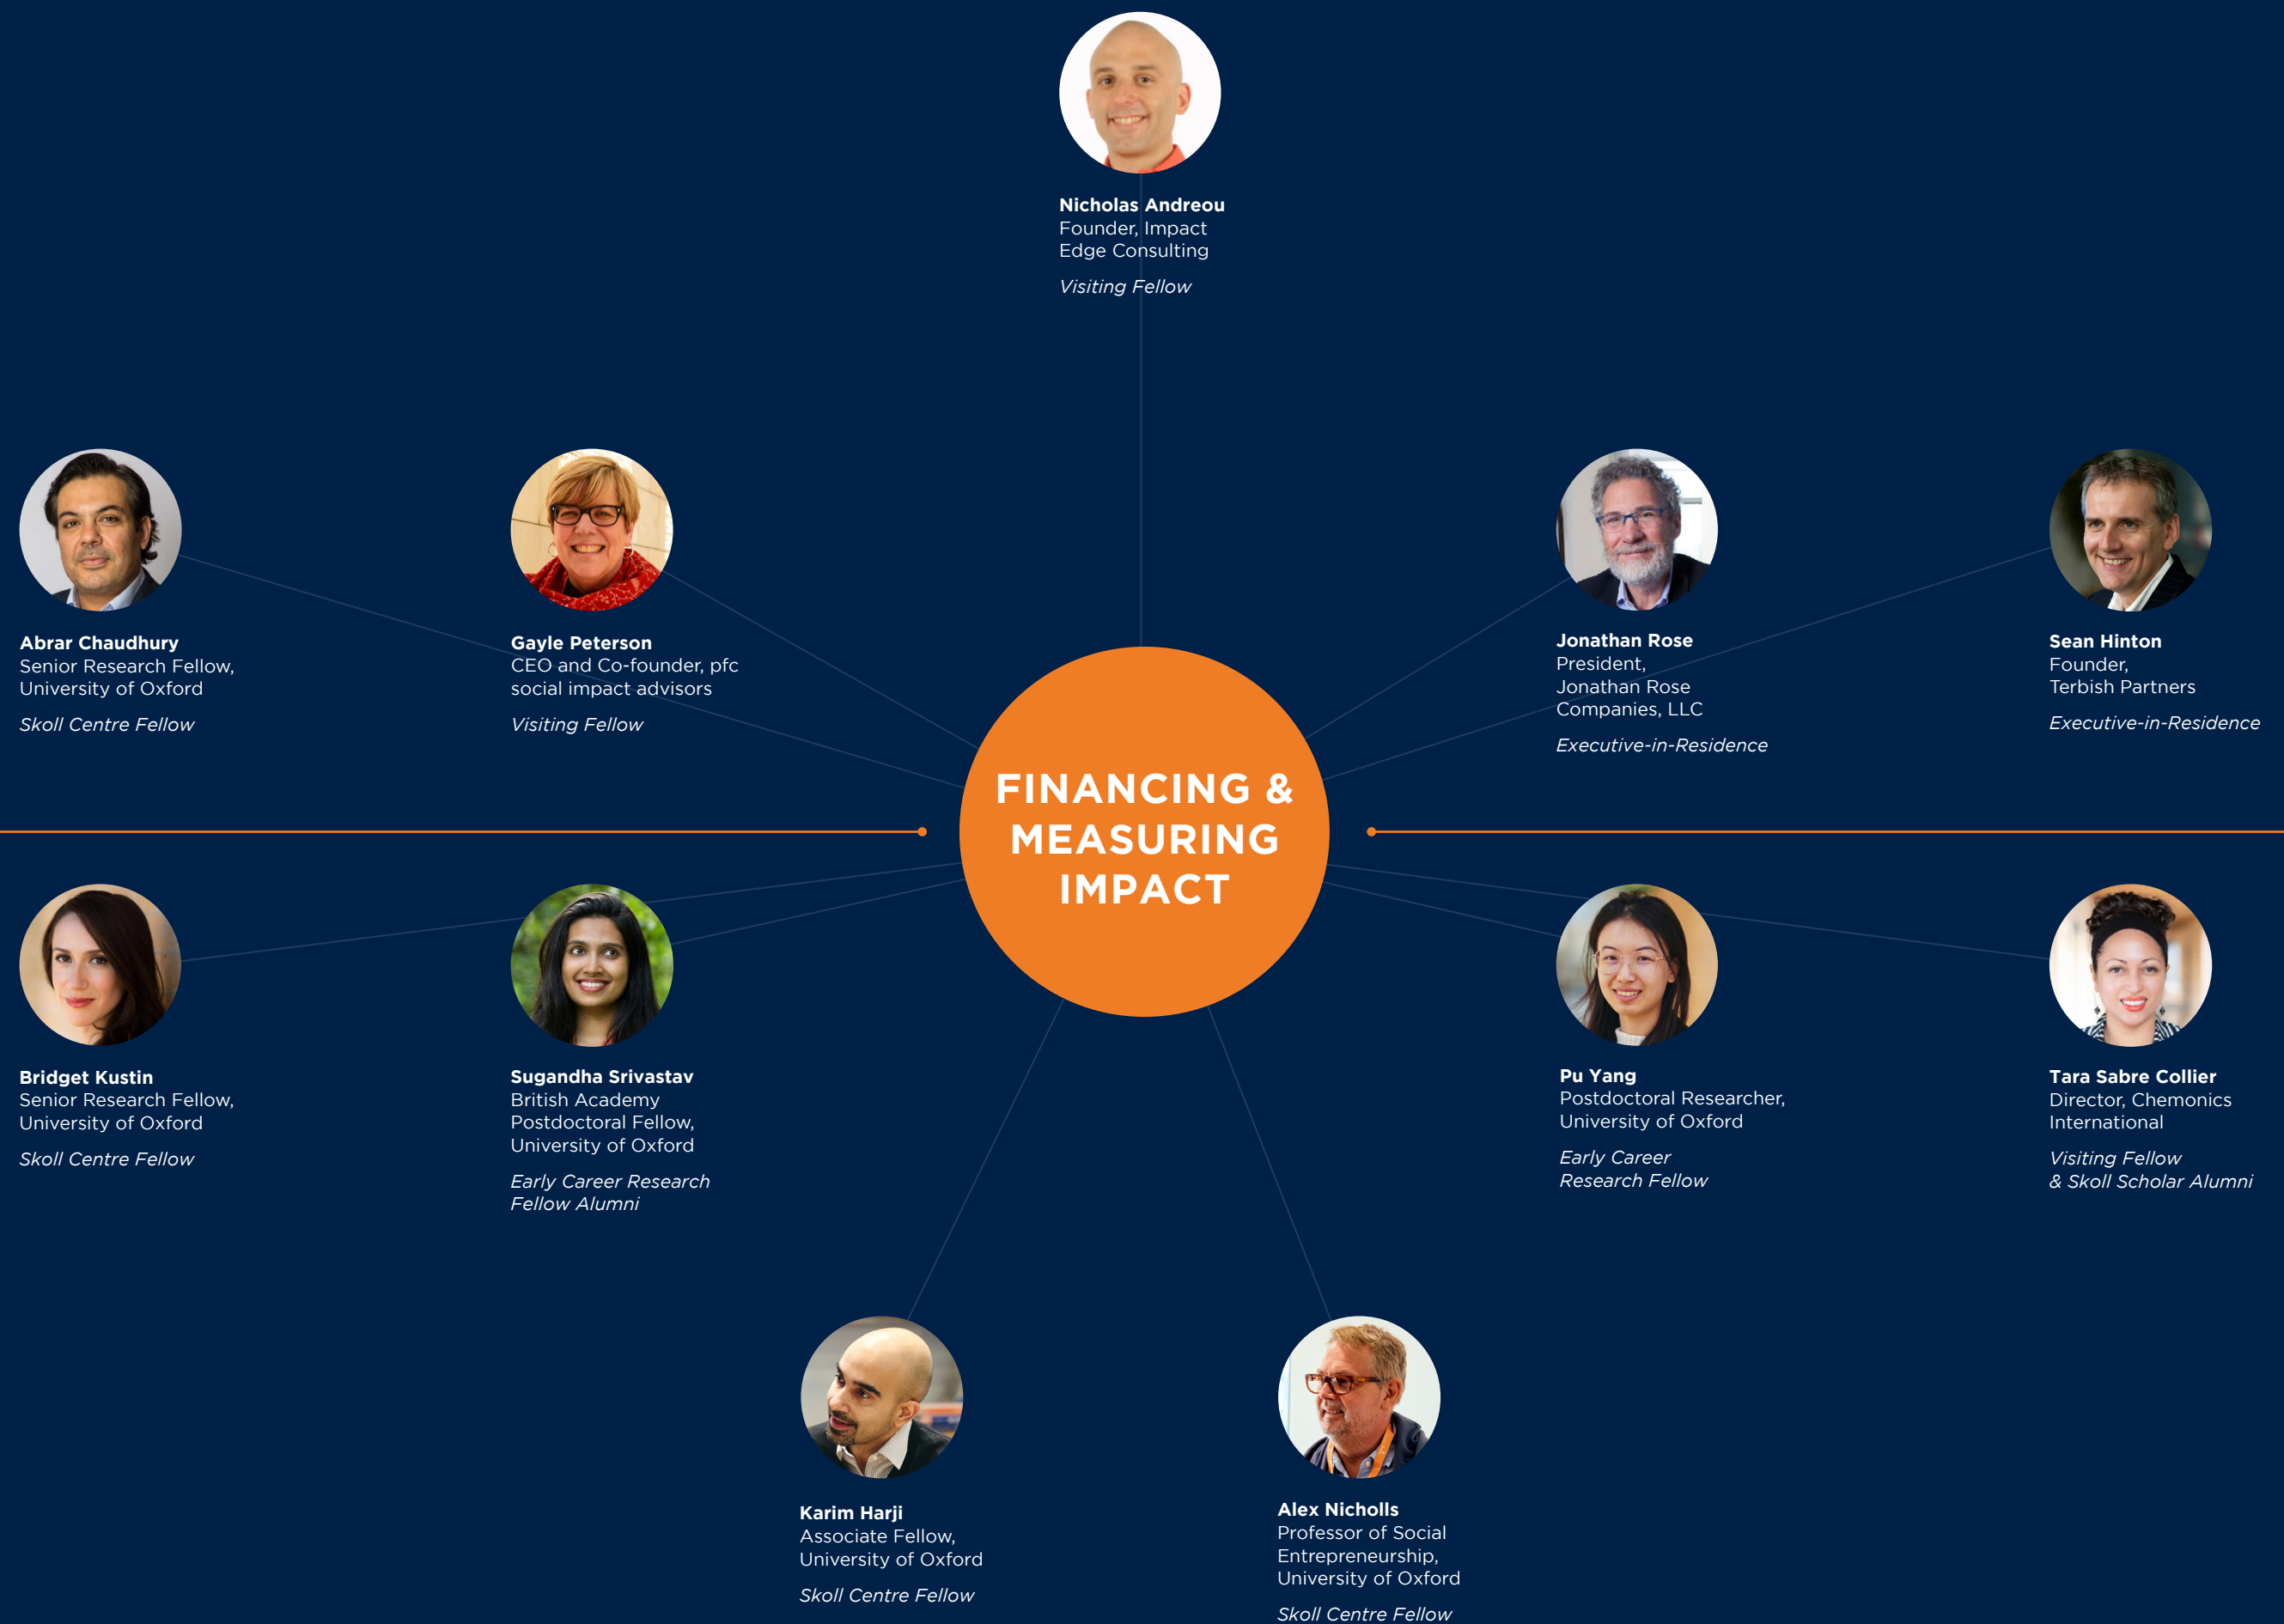 Nicholas Andreou
Founder, Impact
Edge Consulting
Visiting Fellow
Abrar Chaudhury
Senior Research Fellow,
University of Oxford
Skoll Centre Fellow
Gayle Peterson
CEO and Co-founder, pfc
social impact advisors
Visiting Fellow
Jonathan Rose
President,
Jonathan Rose
Companies, LLC
Executive-in-Residence
Sean Hinton
Founder,
Terbish Partners
Executive-in-Residence
FINANCING &
MEASURING
IMPACT
Bridget Kustin
Senior Research Fellow,
University of Oxford
Skoll Centre Fellow
Sugandha Srivastav
British Academy
Postdoctoral Fellow,
University of Oxford
Early Career Research
Fellow Alumni
Pu Yang
Postdoctoral Researcher,
University of Oxford
Early Career
Research Fellow
Tara Sabre Collier
Director, Chemonics
International
Visiting Fellow
& Skoll Scholar Alumni
Karim Harji
Associate Fellow,
University of Oxford
Skoll Centre Fellow
Alex Nicholls
Professor of Social
Entrepreneurship,
University of Oxford
Skoll Centre Fellow